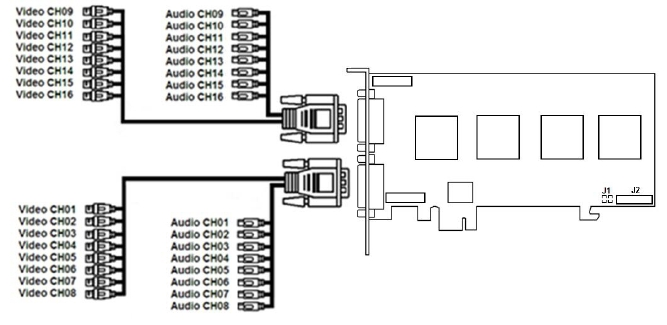 Video CH09
Video CH10
Video CH11
Video CH12
Video CH13
Video CH14
Video CH15
Video CH16
Audio CH09
Audio CH10
Audio CH11
Audio CH12
Audio CH13
Audio CH14
Audio CH15
Audio CH16
J1
J2
Video CH01
Video CH02
Video CH03
Video CH04
Video CH05
Video CH06
Video CH07
Video CH08
Audio CH01
Audio CH02
Audio CH03
Audio CH04
Audio CH05
Audio CH06
Audio CH07
Audio CH08